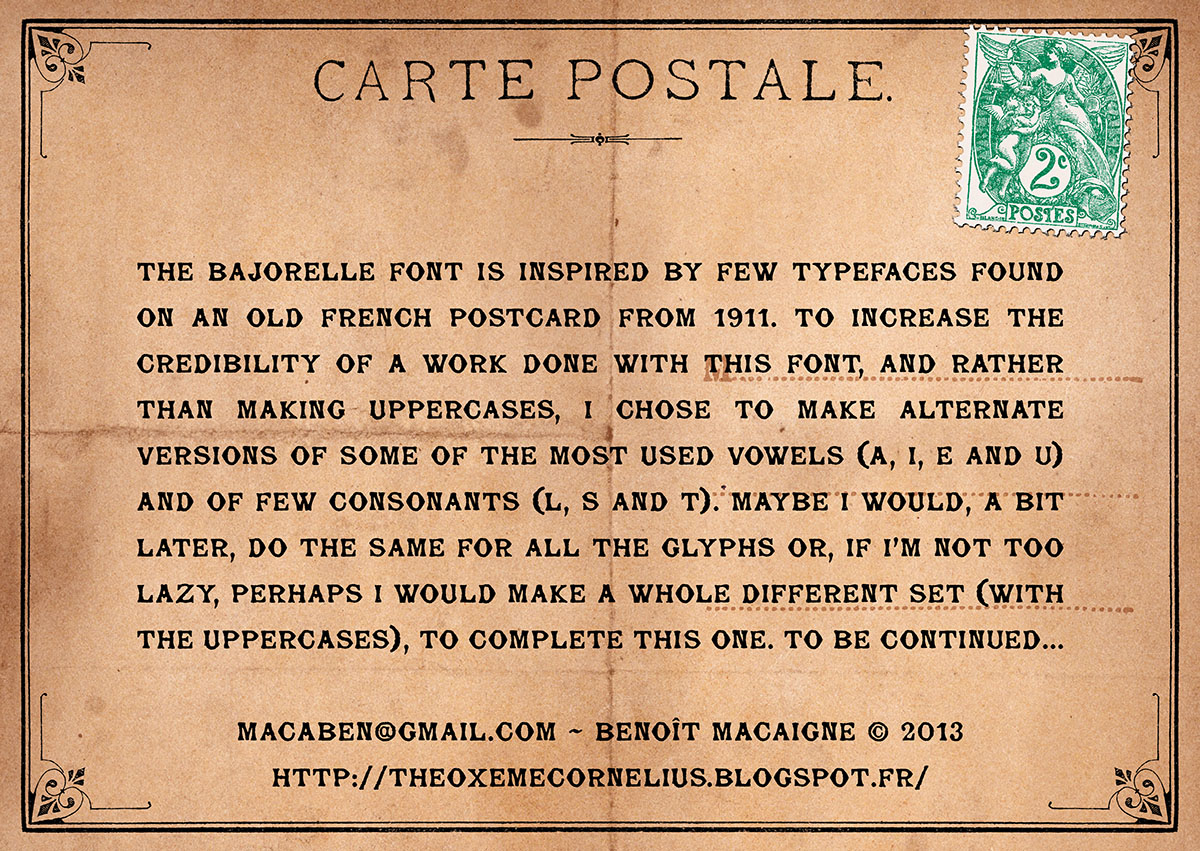 CARTE POSTALE.
2c
POSTES
THE BAJORELLE FONT IS INSPIRED BY FEW TYPEFACES FOUND
ON AN OLD FRENCH POSTCARD FROM 1911. TO INCREASE THE
CREDIBILITY OF A WORK DONE WITH THIS FONT, AND RATHER
M
THAN MAKING UPPERCASES, I CHOSE TO MAKE ALTERNATE
VERSIONS OF SOME OF THE MOST USED VOWELS (A, I, E AND U)
AND OF FEW CONSONANTS (L, S AND T). MAYBE I WOULD, A BIT
LATER, DO THE SAME FOR ALL THE GLYPHS OR, IF I'M NOT TOO
LAZY, PERHAPS I WOULD MAKE A WHOLE DIFFERENT SET (WITH
THE UPPERCASES), TO COMPLETE THIS ONE. TO BE CONTINUED...
MACABEN@GMAIL.COM ~ BENOÎT MACAIGNE © 2013
HTTP://THEOXEMECORNELIUS.BLOGSPOT.FR/